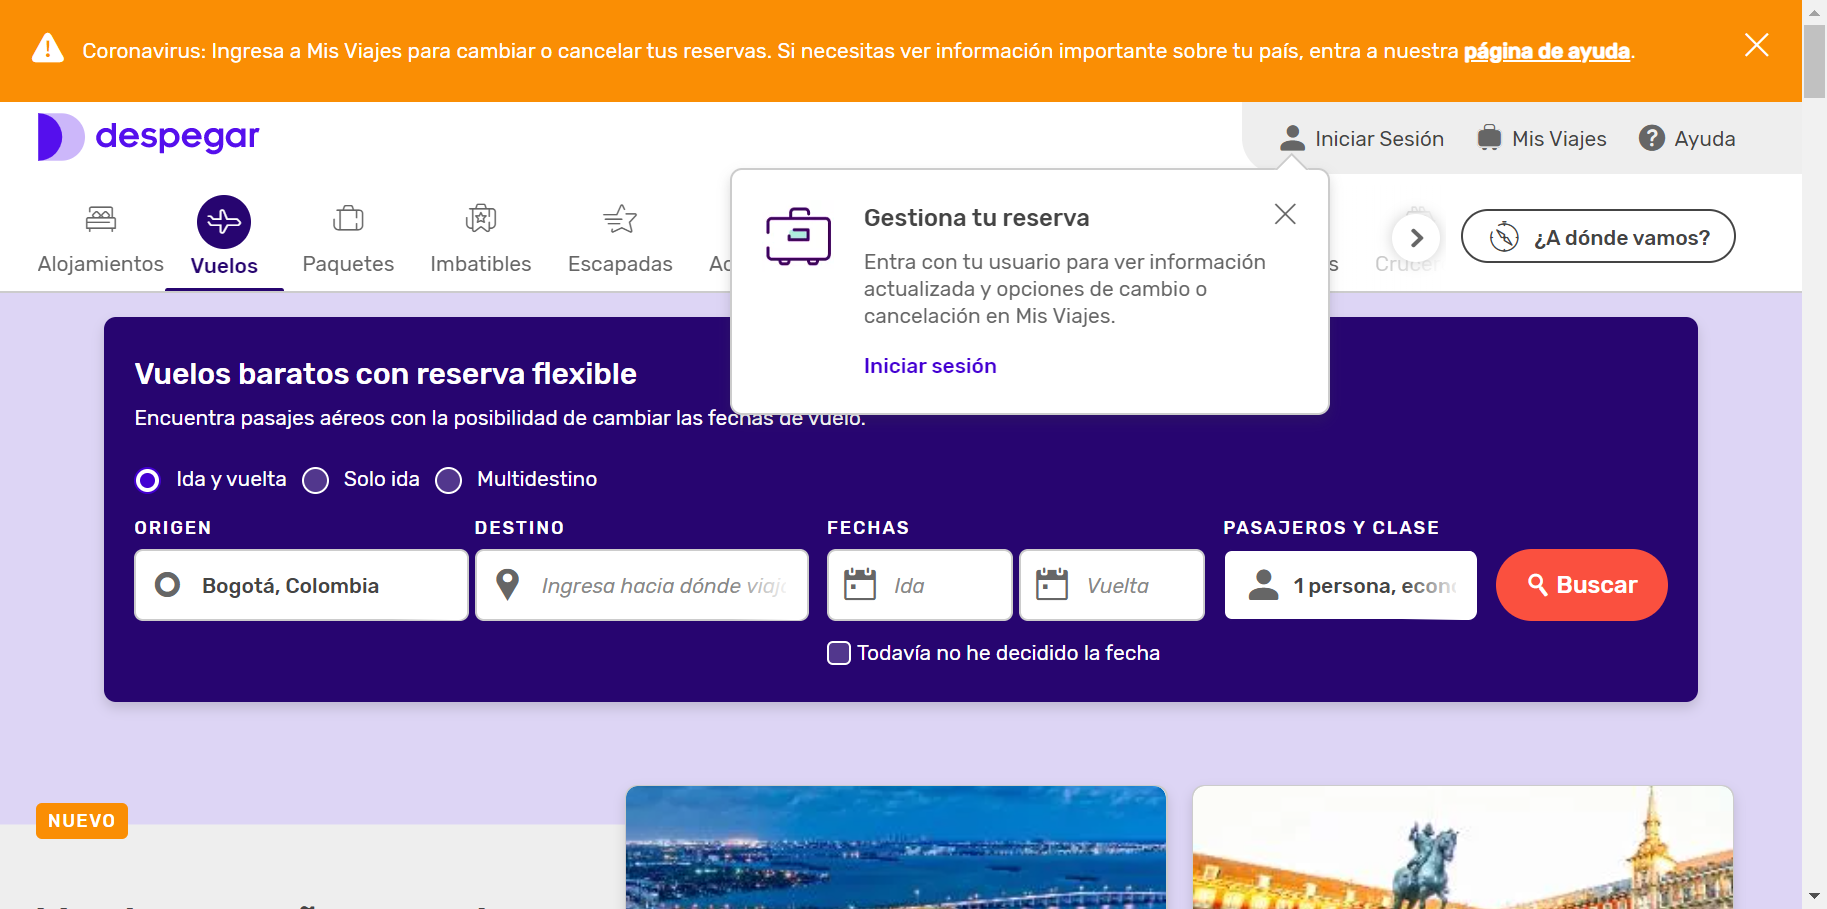 Coronavirus: Ingresa a Mis Viajes para cambiar o cancelar tus reservas. Si necesitas ver información importante sobre tu país, entra a nuestra página de ayuda.
despegar
Iniciar Sesión
Mis Viajes
Ayuda
Alojamientos
Vuelos
Paquetes
Imbatibles
Escapadas
¿A dónde vamos?
Gestiona tu reserva
Entra con tu usuario para ver información
actualizada y opciones de cambio o
cancelación en Mis Viajes.
Iniciar sesión
Vuelos baratos con reserva flexible
Encuentra pasajes aéreos con la posibilidad de cambiar las fechas de vuelo.
Ida y vuelta
Solo ida
Multidestino
ORIGEN
DESTINO
FECHAS
PASAJEROS Y CLASE
Bogotá, Colombia
Ingresa hacia dónde viaj
Ida
Vuelta
1 persona, econ
Buscar
Todavía no he decidido la fecha
NUEVO